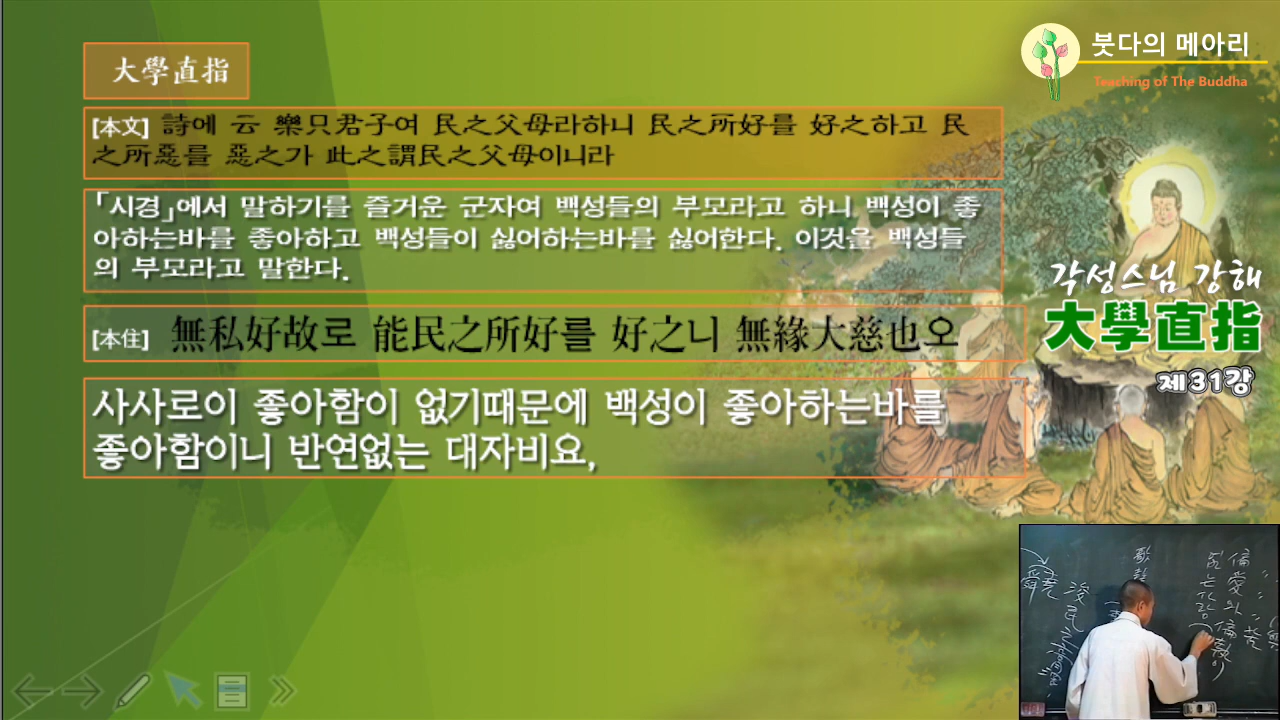 大學直指
붓다의 메아리
Teaching of The Buddha
[本文] 詩에 云 樂只君子여 民之父母라하니 民之所好를 好之하고 民
之所惡를 惡之가 此之謂民之父母이니라
「시경」에서 말하기를 즐거운 군자여 백성들의 부모라고 하니 백성이 좋
아하는바를 좋아하고 백성들이 싫어하는바를 싫어한다. 이것을 백성들
의 부모라고 말한다.
[本住] 無私好故로 能民之所好를 好之니 無緣大慈也오
사사로이 좋아함이 없기때문에 백성이 좋아하는바를
좋아함이니 반연없는 대자비요,
각성스님 강해
大學直指
제31강
偏愛와 偏
없는사람
浚民